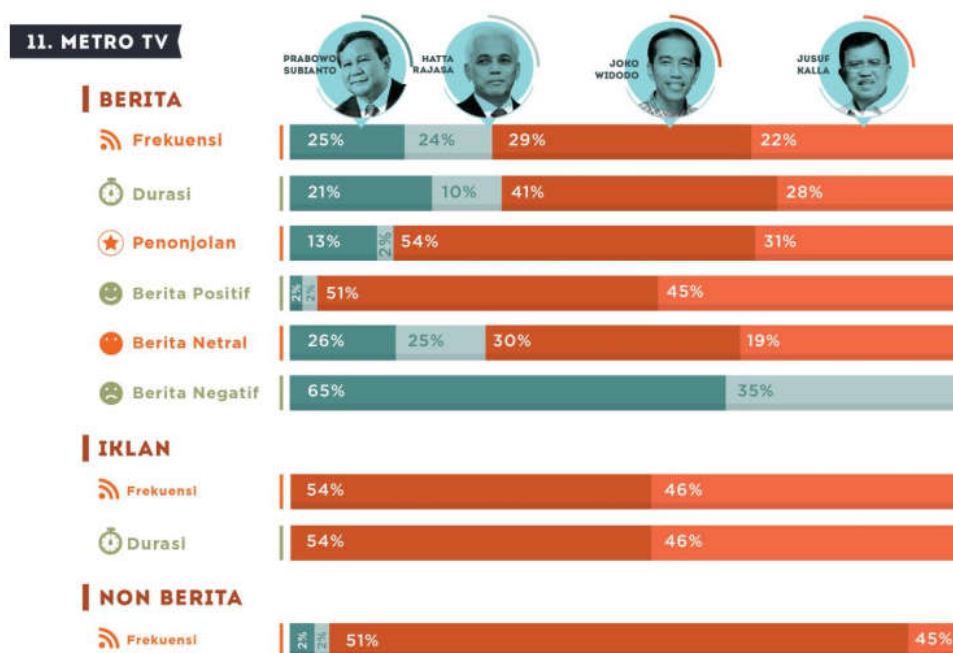 11. METRO TV
PRABOWO
SUBIANTO
HATTA
RAJASA
JOKO
WIDODO
JUSUF
KALLA
BERITA
Frekuensi 25% 24% 29% 22%
Durasi 21% 10% 41% 28%
Penonjolan 13% 2% 54% 31%
Berita Positif 2% 2% 51% 45%
Berita Netral 26% 25% 30% 19%
Berita Negatif 65% 35%
IKLAN
Frekuensi 54% 46%
Durasi 54% 46%
NON BERITA
Frekuensi 2% 2% 51% 45%